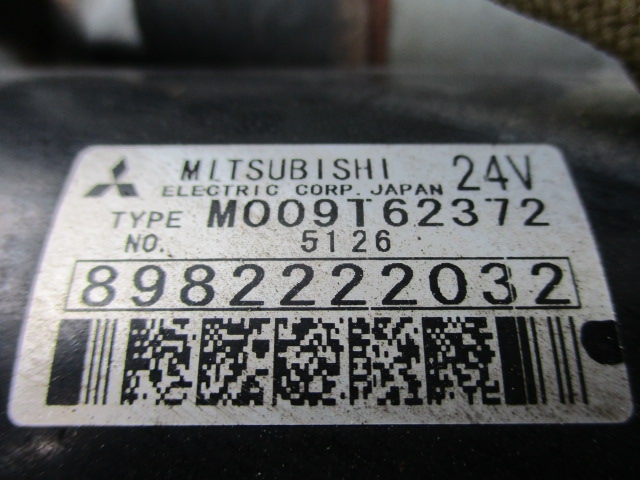 MITSUBISHI 24V
ELECTRIC CORP. JAPAN
TYPE M009T62372
NO. 5126
8982222032